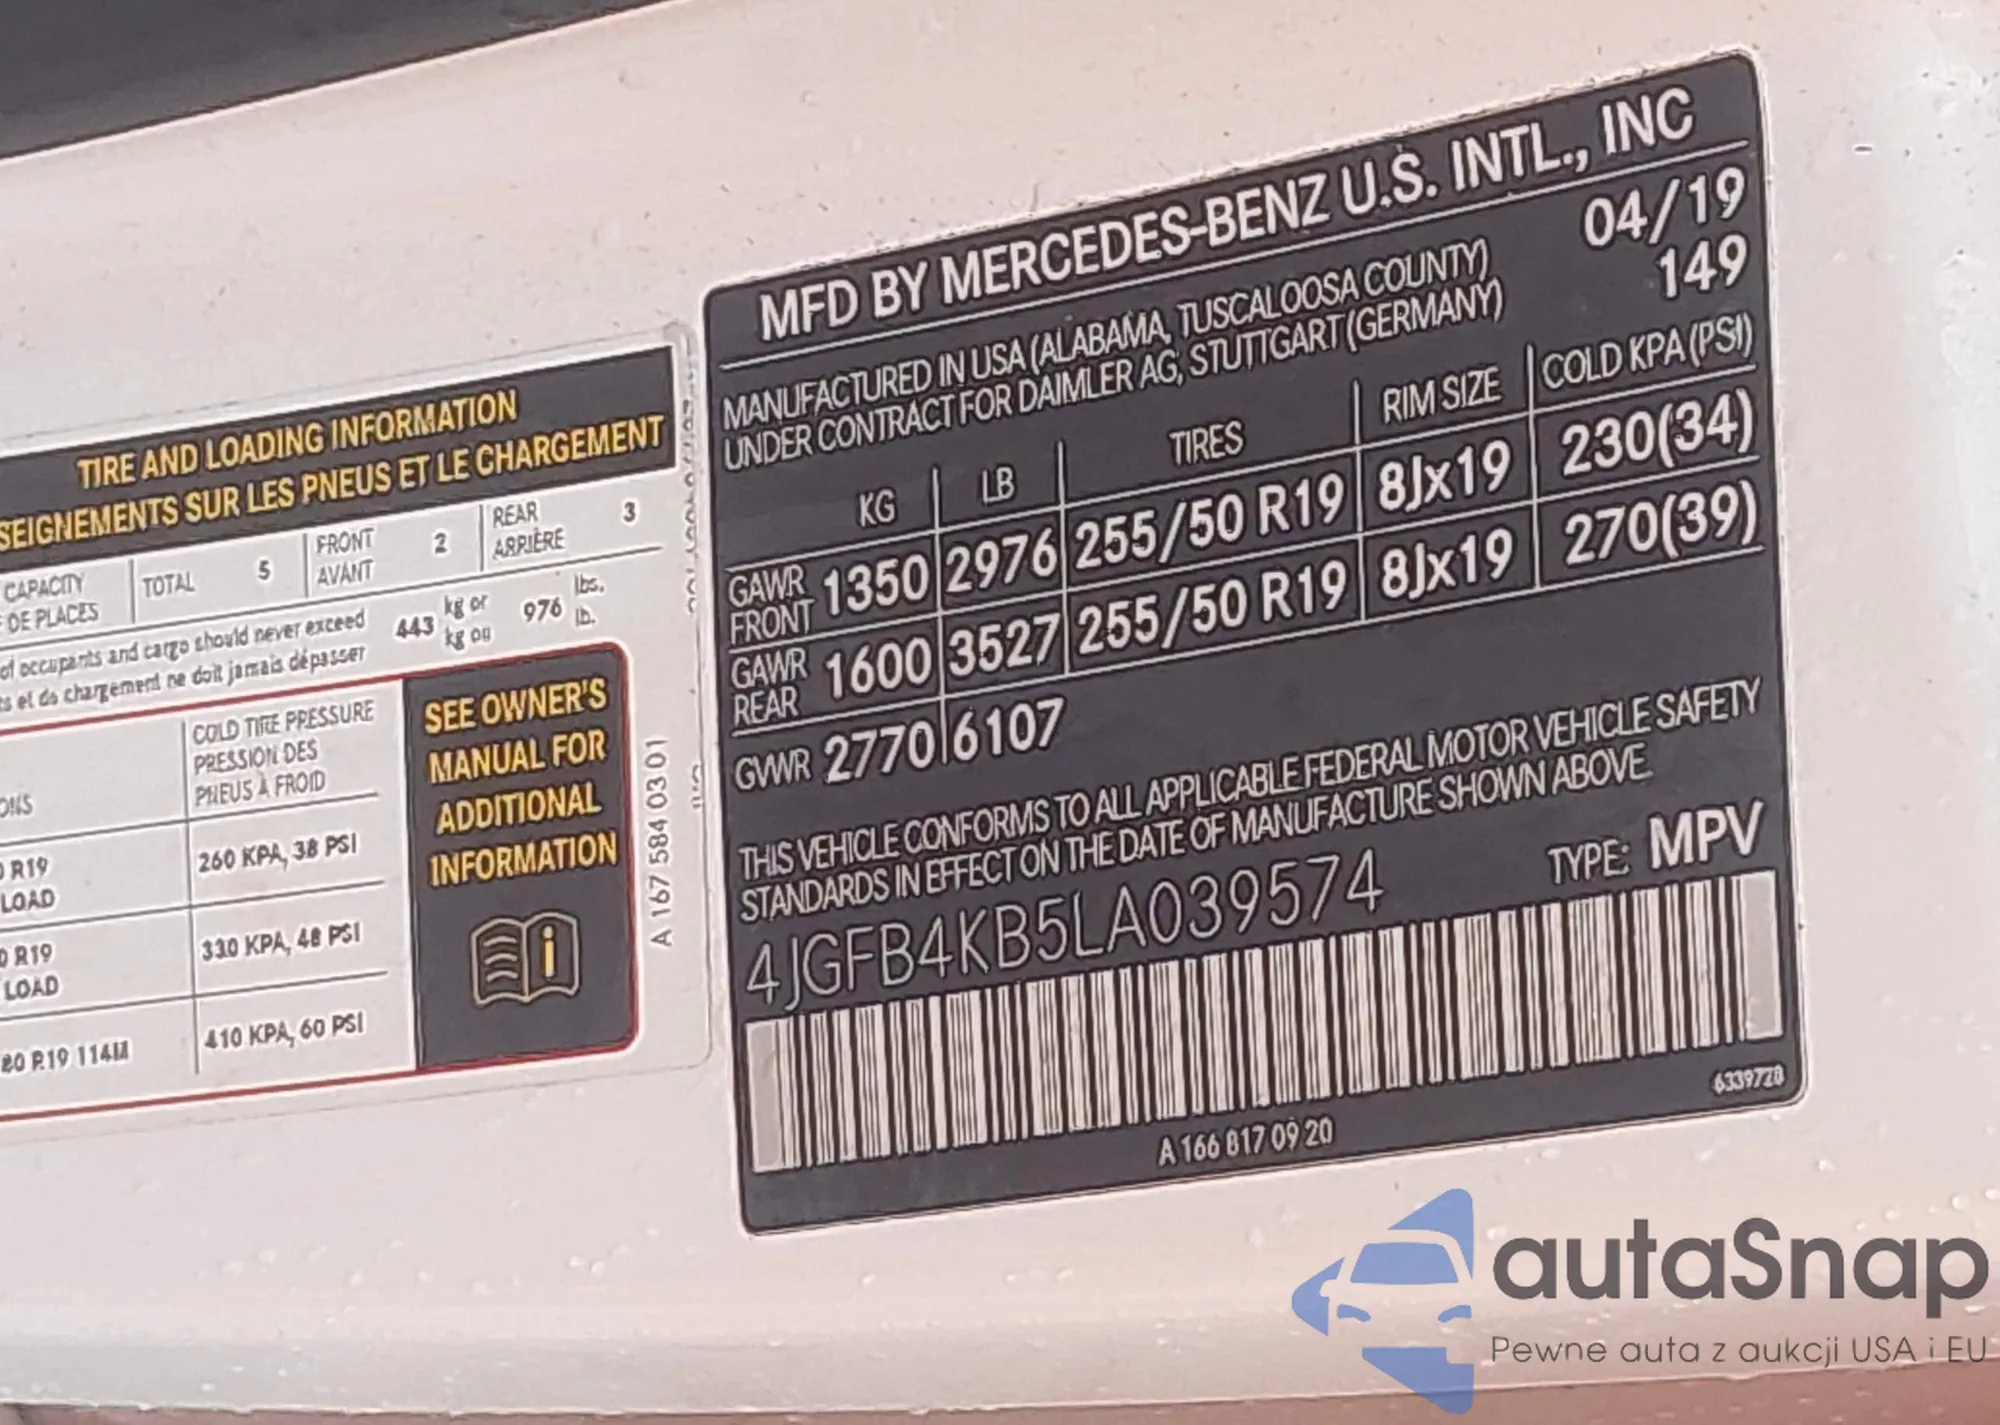 TIRE AND LOADING INFORMATION
SEIGNEMENTS SUR LES PNEUS ET LE CHARGEMENT
CAPACITY
DE PLACES
TOTAL 5
FRONT
AVANT
2
REAR
ARRIÈRE
3
of occupants and cargo should never exceed
ts et de chargement ne doit jamais dépasser
443
kg or
kg ou
976
lbs.
lb.
ONS
COLD TIRE PRESSURE
PRESSION DES
PNEUS À FROID
0 R19
LOAD
260 KPA, 38 PSI
0 R19
LOAD
330 KPA, 48 PSI
80 R19 114M
410 KPA, 60 PSI
SEE OWNER'S
MANUAL FOR
ADDITIONAL
INFORMATION
i
A 167 584 03 01
MFD BY MERCEDES-BENZ U.S. INTL., INC
MANUFACTURED IN USA (ALABAMA, TUSCALOOSA COUNTY) 04/19
UNDER CONTRACT FOR DAIMLER AG, STUTTGART (GERMANY) 149
KG LB TIRES RIM SIZE COLD KPA (PSI)
GAWR
FRONT
1350 2976 255/50 R19 8Jx19 230(34)
GAWR
REAR
1600 3527 255/50 R19 8Jx19 270(39)
GVWR 2770 6107
THIS VEHICLE CONFORMS TO ALL APPLICABLE FEDERAL MOTOR VEHICLE SAFETY
STANDARDS IN EFFECT ON THE DATE OF MANUFACTURE SHOWN ABOVE.
4JGFB4KB5LA039574 TYPE: MPV
6339728
A 166 817 09 20
autaSnap
Pewne auta z aukcji USA i EU